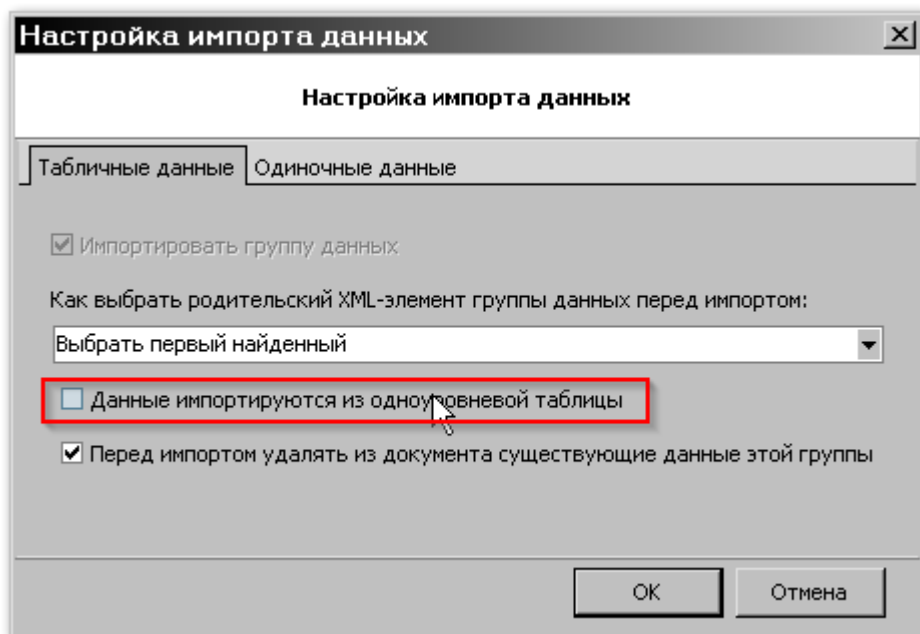 Настройка импорта данных
Настройка импорта данных
Табличные данные Одиночные данные
Импортировать группу данных
Как выбрать родительский XML-элемент группы данных перед импортом:
Выбрать первый найденный
Данные импортируются из одноуровневой таблицы
Перед импортом удалять из документа существующие данные этой группы
ОК Отмена